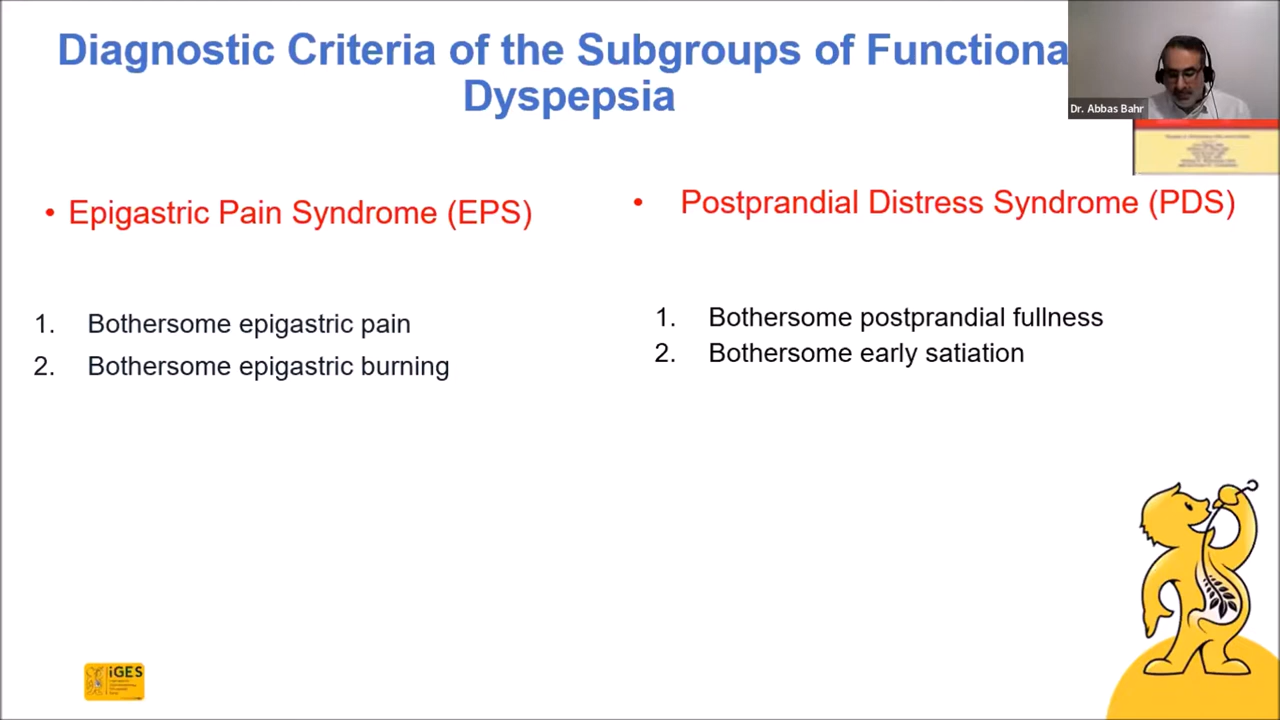 Diagnostic Criteria of the Subgroups of Functiona
Dyspepsia
Dr. Abbas Bahr
• Epigastric Pain Syndrome (EPS)
1. Bothersome epigastric pain
2. Bothersome epigastric burning
• Postprandial Distress Syndrome (PDS)
1. Bothersome postprandial fullness
2. Bothersome early satiation
iGES